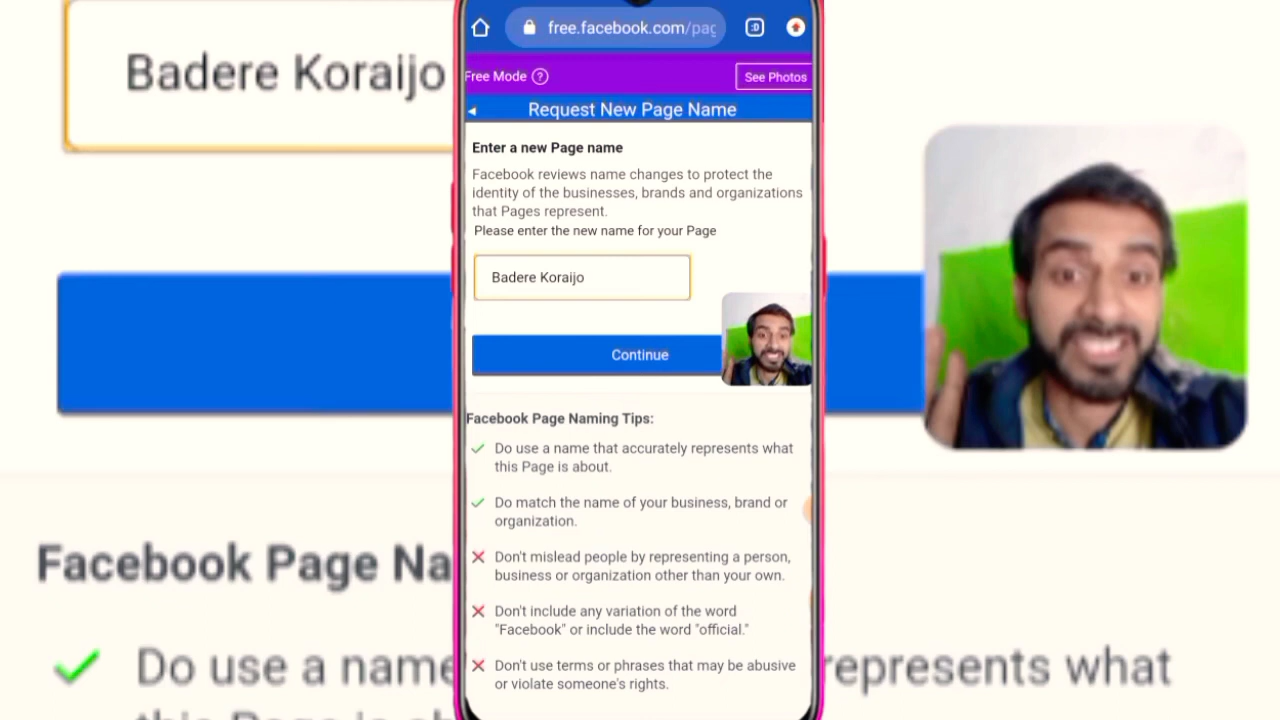 Badere Koraijo
free.facebook.com/pag
:D
Free Mode ?
See Photos
Request New Page Name
Enter a new Page name
Facebook reviews name changes to protect the
identity of the businesses, brands and organizations
that Pages represent.
Please enter the new name for your Page
Badere Koraijo
Continue
Facebook Page Naming Tips:
Do use a name that accurately represents what
this Page is about.
Do match the name of your business, brand or
organization.
Don't mislead people by representing a person,
business or organization other than your own.
Don't include any variation of the word
"Facebook" or include the word "official."
Don't use terms or phrases that may be abusive
or violate someone's rights.
Facebook Page Na
Do use a name
represents what